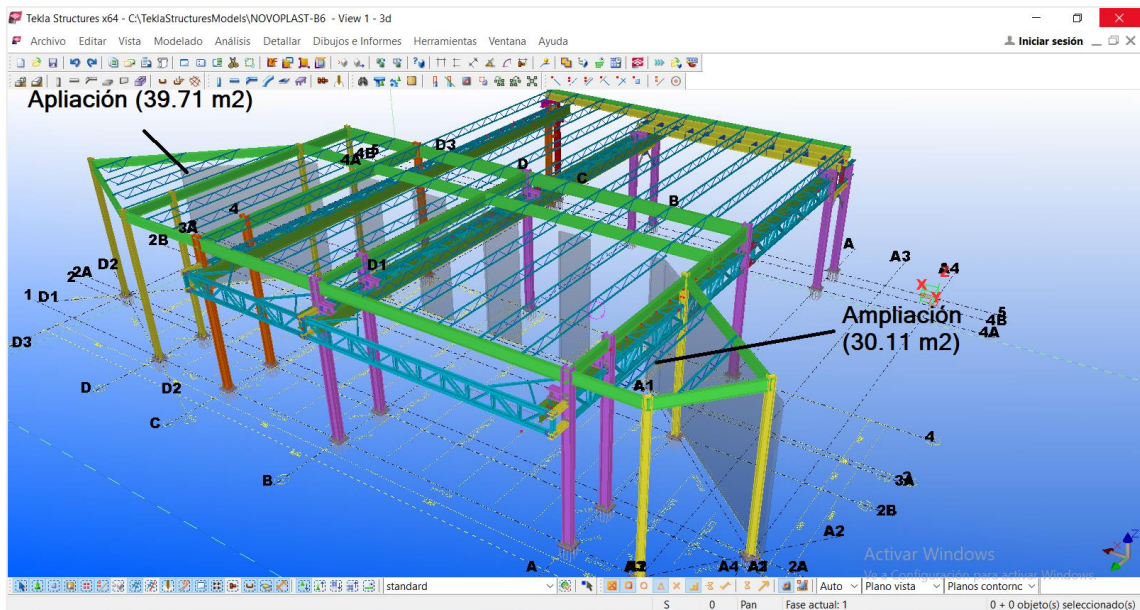 Tekla Structures x64 - C:\TeklaStructuresModels\NOVOPLAST-B6 - View 1 - 3d
Archivo Editar Vista Modelado Análisis Detallar Dibujos e Informes Herramientas Ventana Ayuda
Iniciar sesión
Apliación (39.71 m2)
D3
4B
5
4A
D
C
B
4
3A
2B
D2
2
2A
1 D1
D1
A
A3
A4
X
Z
Y
5
4B
4A
Ampliación
(30.11 m2)
D3
A1
D
D2
C
4
3A
B
2B
A2
A
A4
2A
Activar Windows
Ve a Configuración para activar Windows.
standard
Auto
Plano vista
Planos contorno
S 0 Pan Fase actual: 1 0 + 0 objeto(s) seleccionado(s)